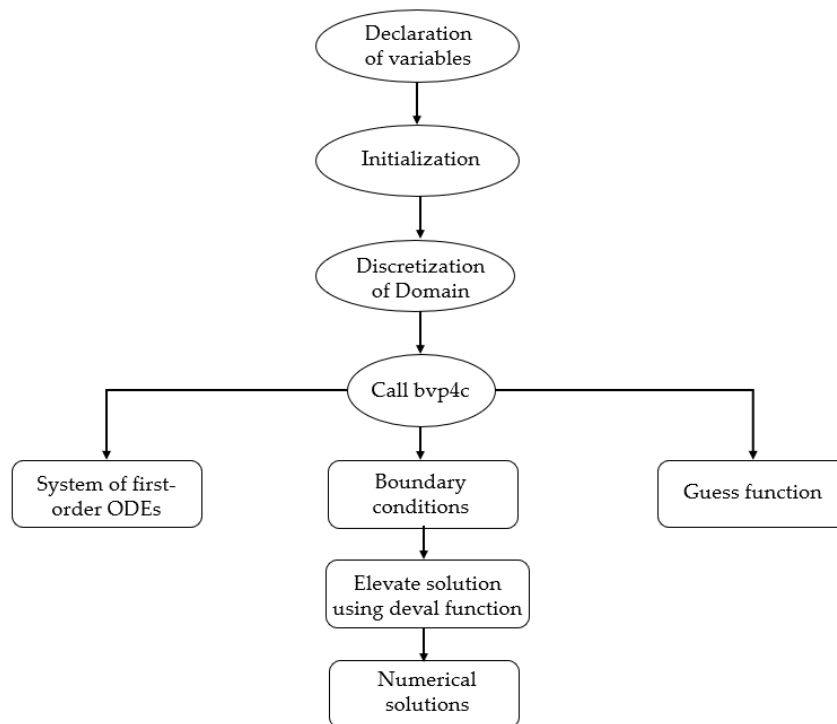 Declaration
of variables
Initialization
Discretization
of Domain
Call bvp4c
System of first-
order ODEs
Boundary
conditions
Guess function
Elevate solution
using deval function
Numerical
solutions